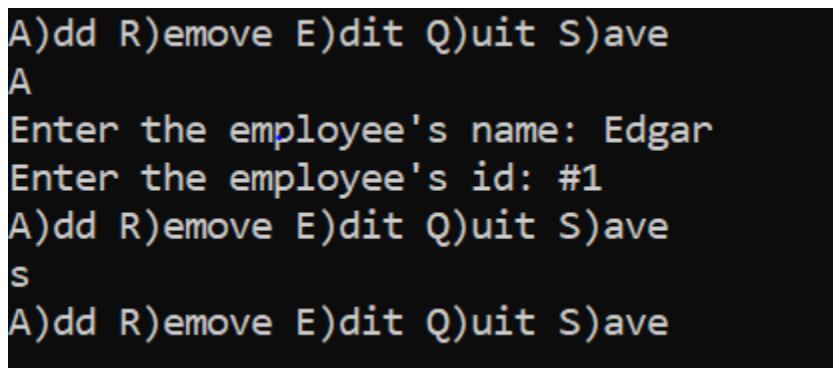 A)dd R)emove E)dit Q)uit S)ave
A
Enter the employee's name: Edgar
Enter the employee's id: #1
A)dd R)emove E)dit Q)uit S)ave
s
A)dd R)emove E)dit Q)uit S)ave